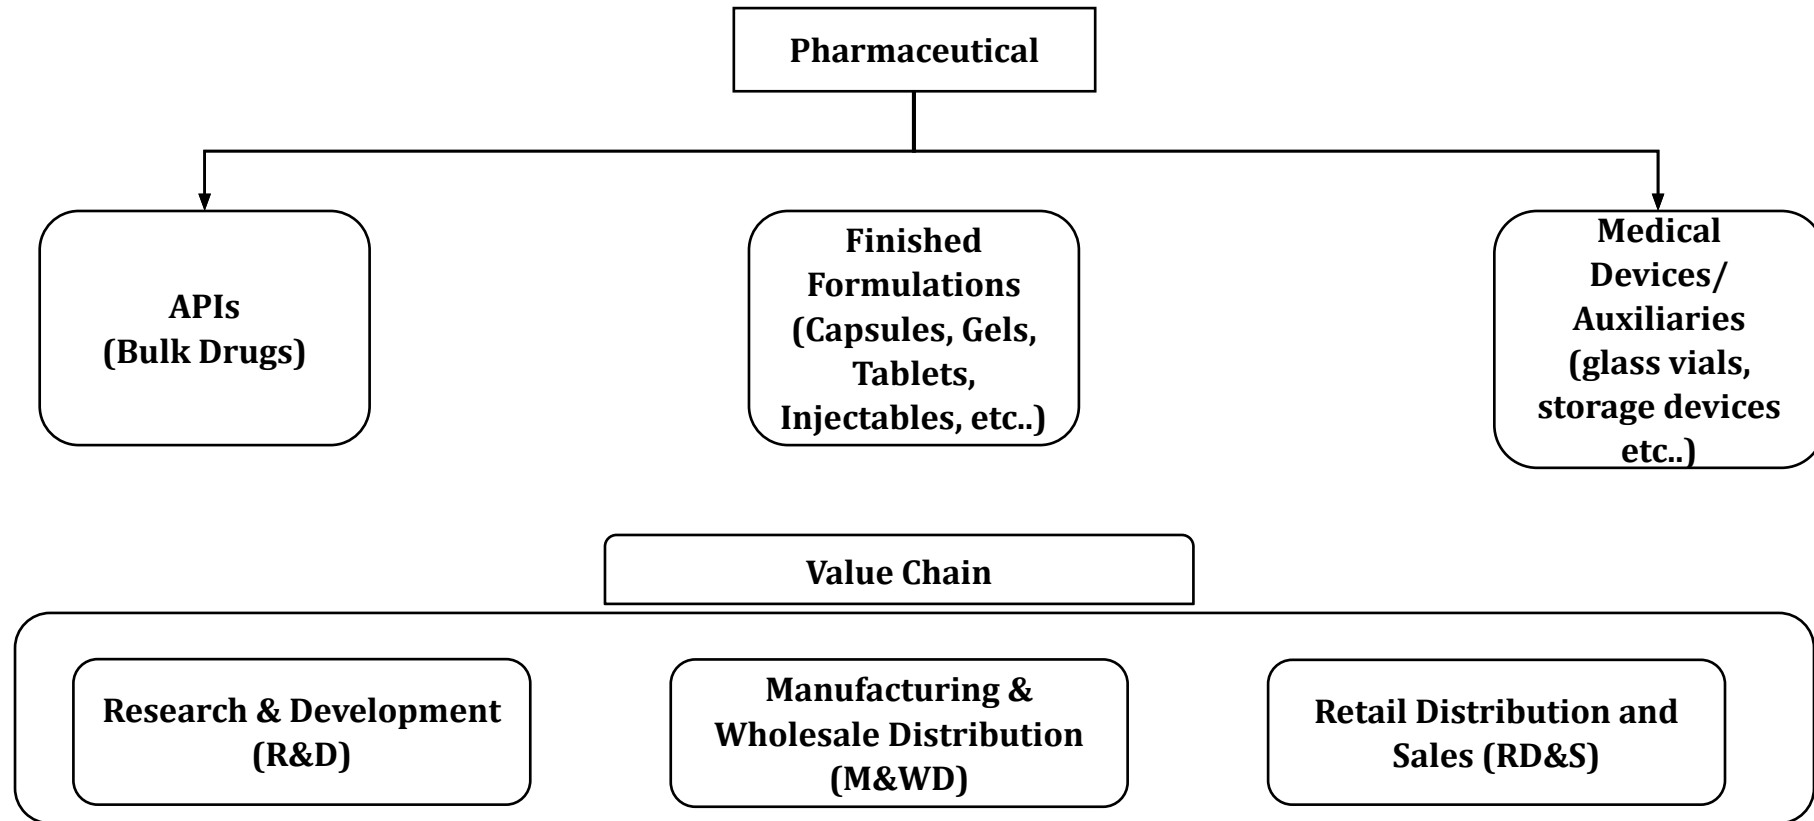 Pharmaceutical
APIs
(Bulk Drugs)
Finished
Formulations
(Capsules, Gels,
Tablets,
Injectables, etc..)
Medical
Devices/
Auxiliaries
(glass vials,
storage devices
etc..)
Value Chain
Research & Development
(R&D)
Manufacturing &
Wholesale Distribution
(M&WD)
Retail Distribution and
Sales (RD&S)